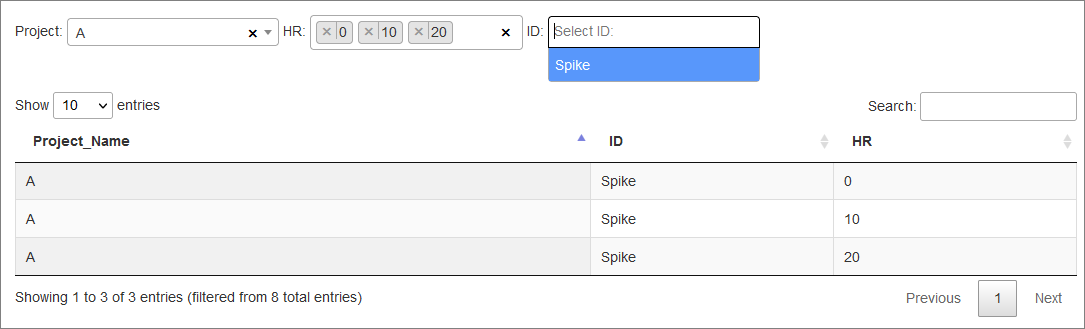 Project: A × HR: × 0 × 10 × 20 × ID: Select ID:
Spike
Show 10 entries Search:
Project_Name ID HR
A Spike 0
A Spike 10
A Spike 20
Showing 1 to 3 of 3 entries (filtered from 8 total entries) Previous 1 Next